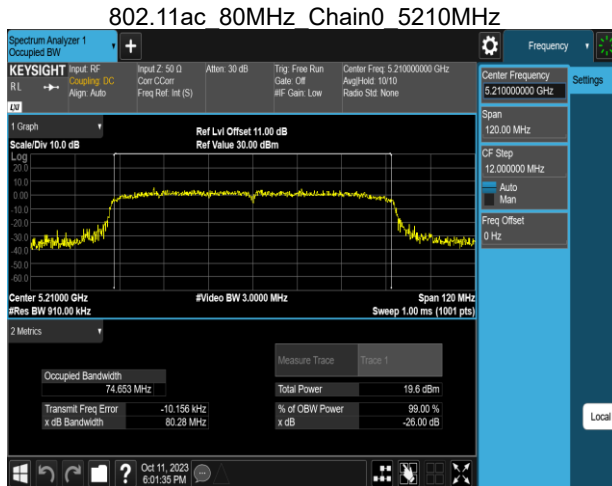 802.11ac_80MHz_Chain0_5210MHz
Spectrum Analyzer 1
Occupied BW
Frequency
KEYSIGHT
Input: RF
Input Z: 50 Ω
Atten: 30 dB
Trig: Free Run
Center Freq: 5.210000000 GHz
RL
Coupling: DC
Corr CCorr
Gate: Off
Avg|Hold: 10/10
Align: Auto
Freq Ref: Int (S)
#IF Gain: Low
Radio Std: None
LXI
Center Frequency
5.210000000 GHz
Settings
Span
120.00 MHz
CF Step
12.000000 MHz
Auto
Man
Freq Offset
0 Hz
1 Graph
Ref Lvl Offset 11.00 dB
Scale/Div 10.0 dB
Ref Value 30.00 dBm
Log
20.0
10.0
0.00
-10.0
-20.0
-30.0
-40.0
-50.0
-60.0
Center 5.21000 GHz
#Video BW 3.0000 MHz
Span 120 MHz
#Res BW 910.00 kHz
Sweep 1.00 ms (1001 pts)
2 Metrics
Measure Trace
Trace 1
Occupied Bandwidth
74.653 MHz
Total Power
19.6 dBm
Transmit Freq Error
-10.156 kHz
% of OBW Power
99.00 %
x dB Bandwidth
80.28 MHz
x dB
-26.00 dB
Local
?
Oct 11, 2023
6:01:35 PM